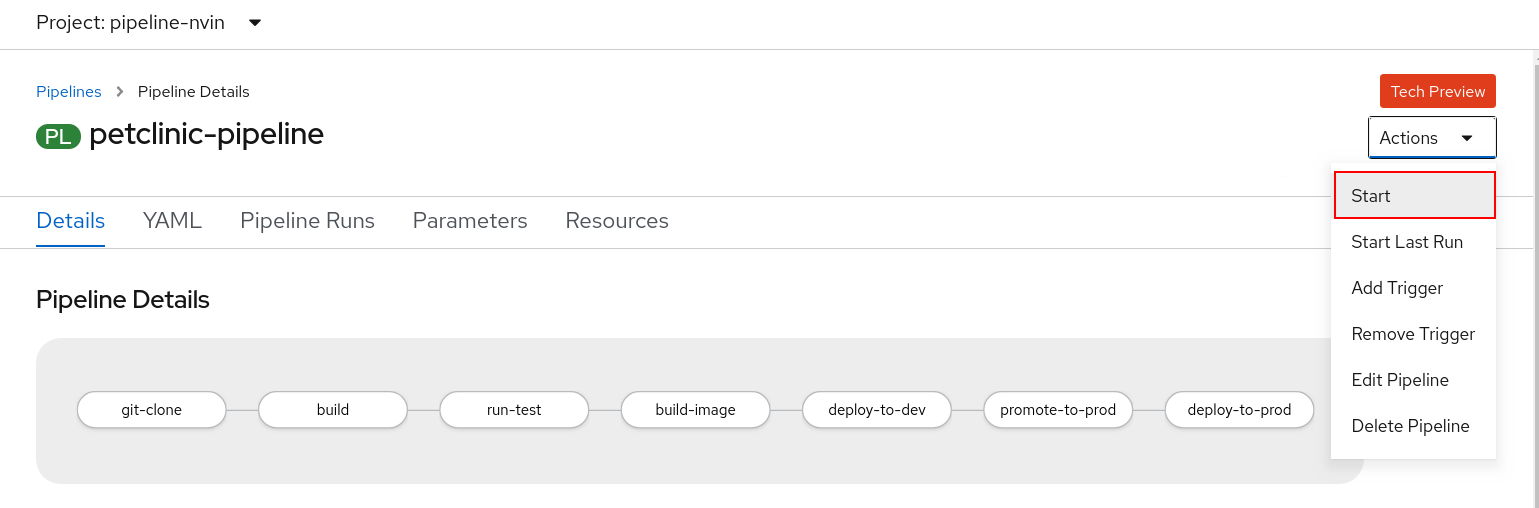 Project: pipeline-nvin
Pipelines > Pipeline Details
Tech Preview
PL petclinic-pipeline
Actions
Start
Start Last Run
Add Trigger
Remove Trigger
Edit Pipeline
Delete Pipeline
Details YAML Pipeline Runs Parameters Resources
Pipeline Details
git-clone build run-test build-image deploy-to-dev promote-to-prod deploy-to-prod